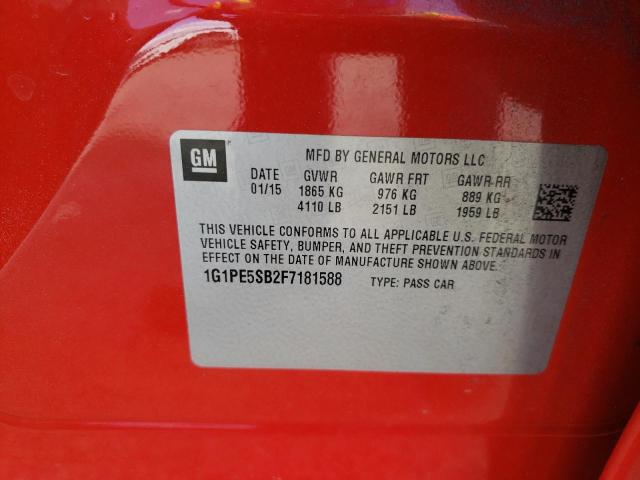 GM
MFD BY GENERAL MOTORS LLC
DATE GVWR GAWR FRT GAWR-RR
01/15 1865 KG 976 KG 889 KG
4110 LB 2151 LB 1959 LB
THIS VEHICLE CONFORMS TO ALL APPLICABLE U.S. FEDERAL MOTOR
VEHICLE SAFETY, BUMPER, AND THEFT PREVENTION STANDARDS IN
EFFECT ON THE DATE OF MANUFACTURE SHOWN ABOVE.
1G1PE5SB2F7181588 TYPE: PASS CAR